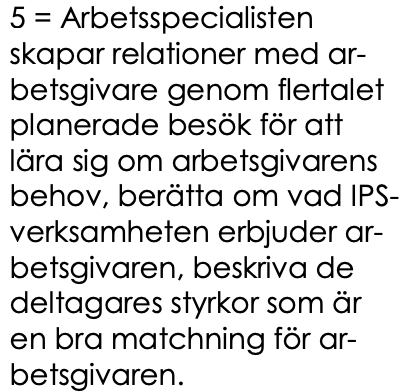 5 = Arbetsspecialisten
skapar relationer med ar-
betsgivare genom flertalet
planerade besök för att
lära sig om arbetsgivarens
behov, berätta om vad IPS-
verksamheten erbjuder ar-
betsgivaren, beskriva de
deltagares styrkor som är
en bra matchning för ar-
betsgivaren.